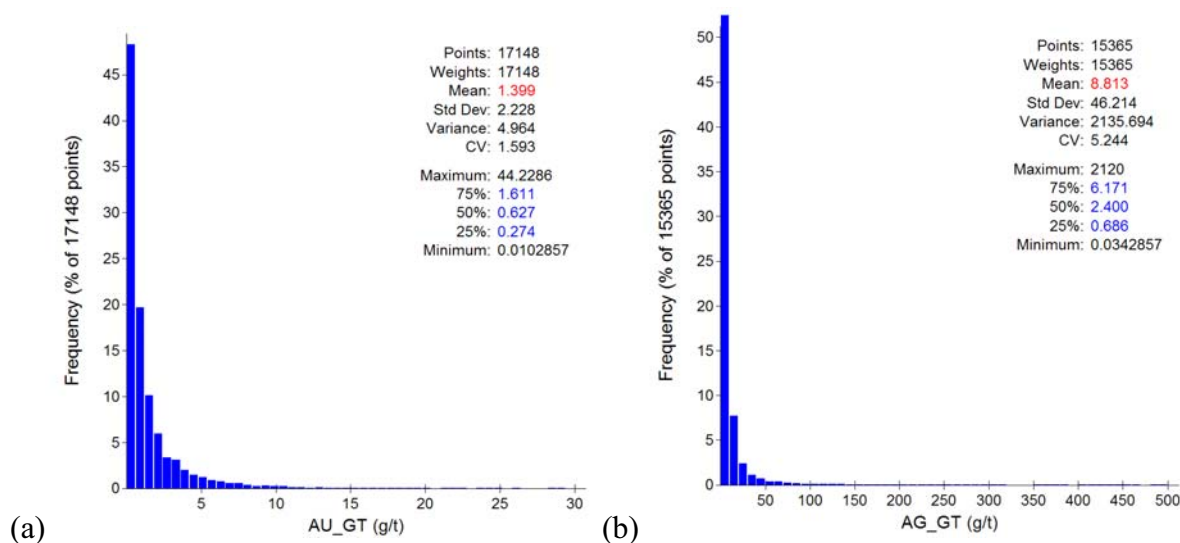 Points: 17148
Weights: 17148
Mean: 1.399
Std Dev: 2.228
Variance: 4.964
CV: 1.593
Maximum: 44.2286
75%: 1.611
50%: 0.627
25%: 0.274
Minimum: 0.0102857
Frequency (% of 17148 points)
45
40
35
30
25
20
15
10
5
0
5
10
15
20
25
30
AU_GT (g/t)
(a)
Points: 15365
Weights: 15365
Mean: 8.813
Std Dev: 46.214
Variance: 2135.694
CV: 5.244
Maximum: 2120
75%: 6.171
50%: 2.400
25%: 0.686
Minimum: 0.0342857
Frequency (% of 15365 points)
50
45
40
35
30
25
20
15
10
5
0
50
100
150
200
250
300
350
400
450
500
AG_GT (g/t)
(b)